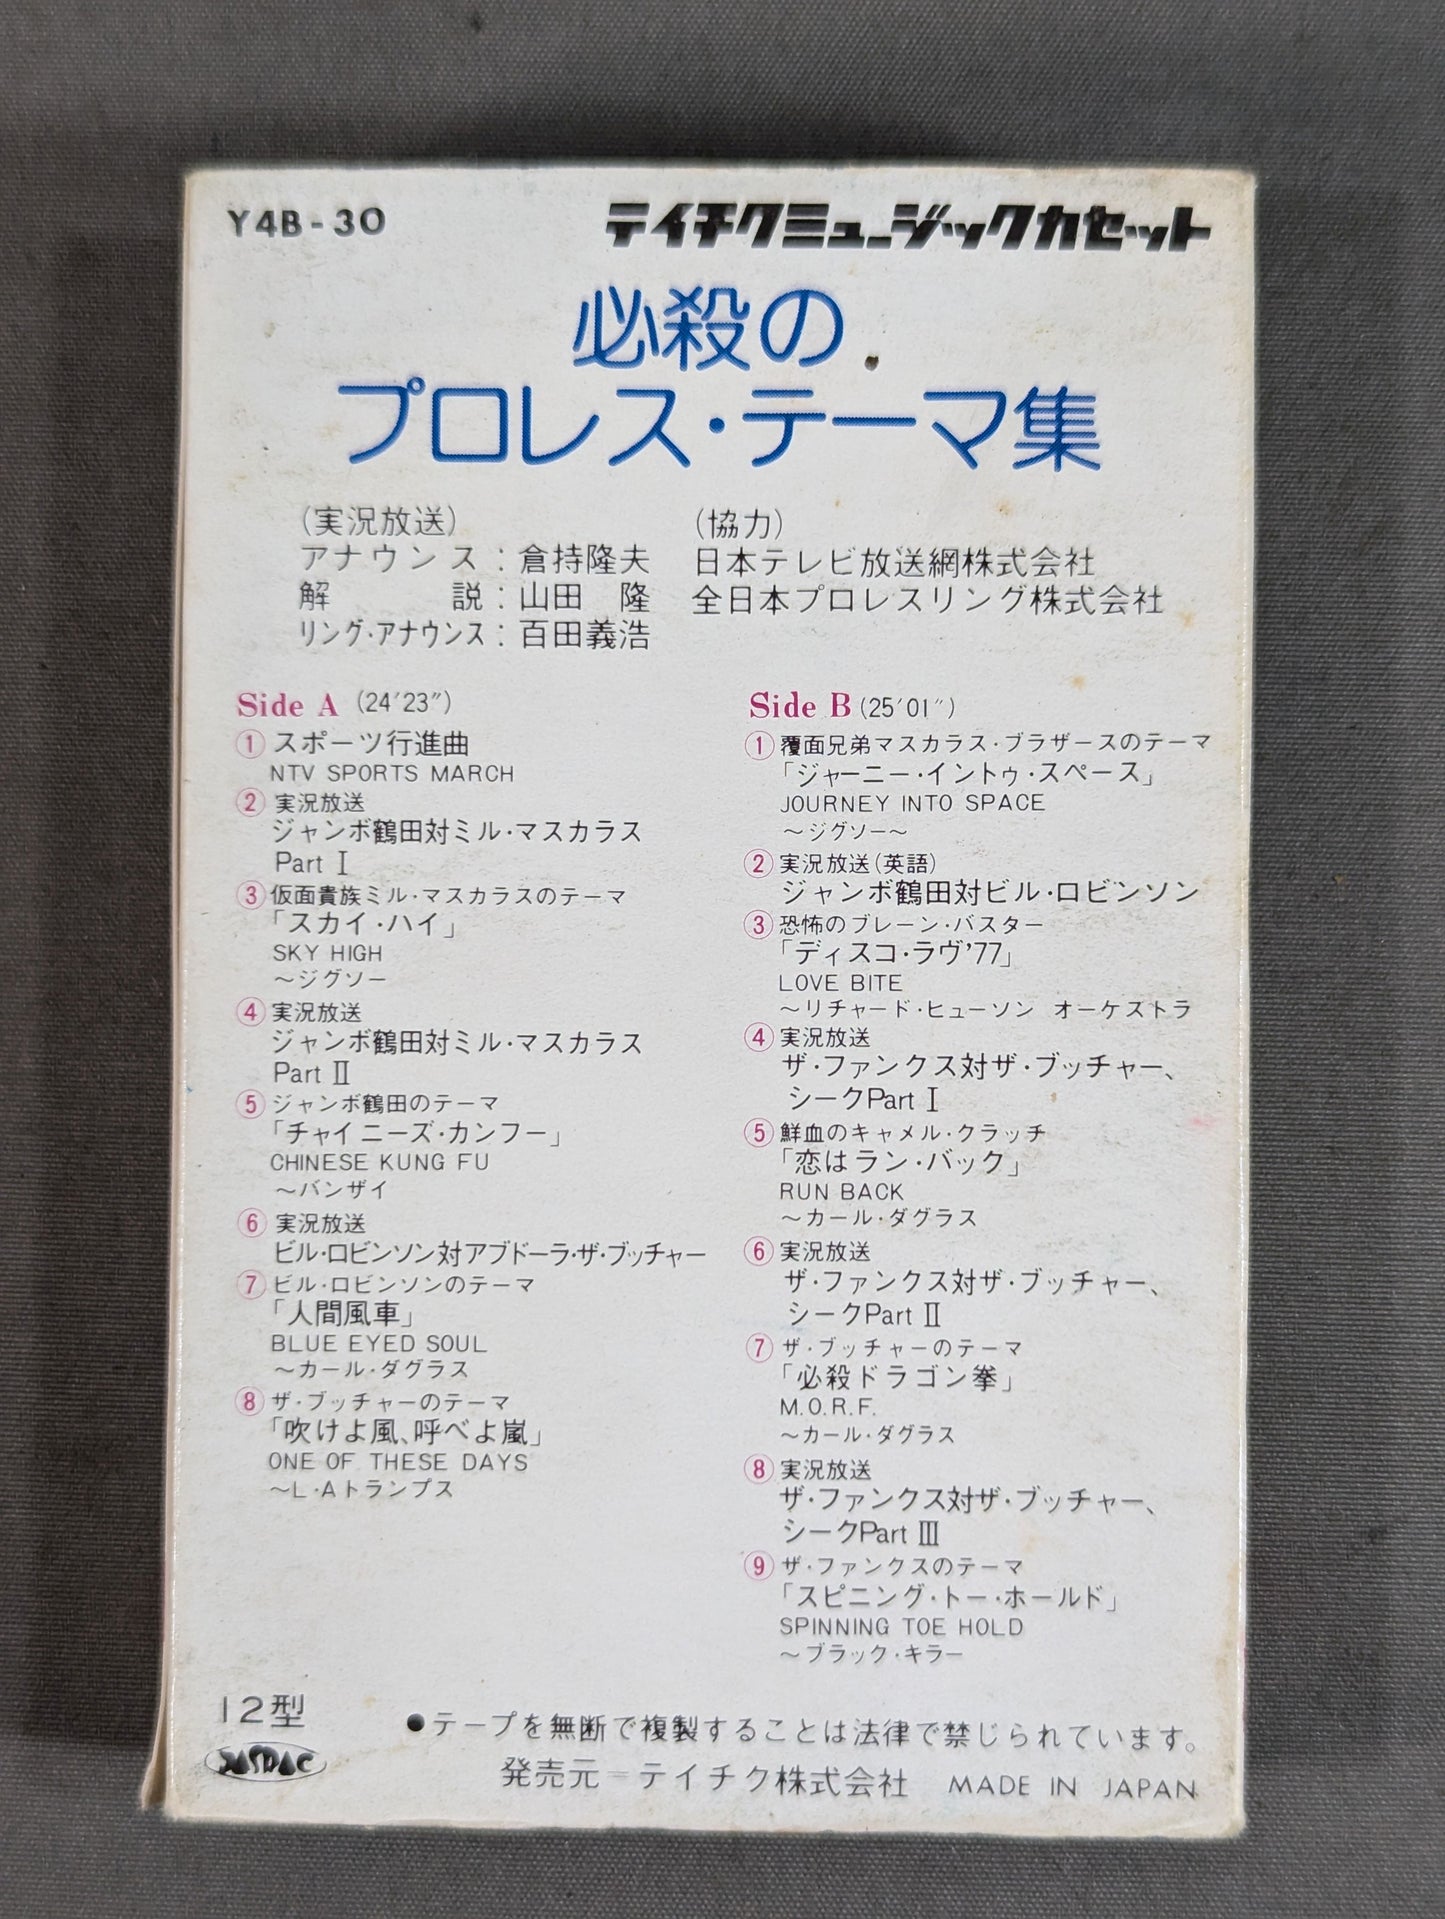 Y4B-30
テイチクミュージックカセット
必殺の
プロレス・テーマ集
(実況放送)
アナウンス:倉持隆夫
解説:山田 隆
リング・アナウンス:百田義浩
(協力)
日本テレビ放送網株式会社
全日本プロレスリング株式会社
Side A (24'23")
① スポーツ行進曲
NTV SPORTS MARCH
② 実況放送
ジャンボ鶴田対ミル・マスカラス
Part Ⅰ
③ 仮面貴族ミル・マスカラスのテーマ
「スカイ・ハイ」
SKY HIGH
～ジグソー
④ 実況放送
ジャンボ鶴田対ミル・マスカラス
Part Ⅱ
⑤ ジャンボ鶴田のテーマ
「チャイニーズ・カンフー」
CHINESE KUNG FU
～バンザイ
⑥ 実況放送
ビル・ロビンソン対アブドーラ・ザ・ブッチャー
⑦ ビル・ロビンソンのテーマ
「人間風車」
BLUE EYED SOUL
～カール・ダグラス
⑧ ザ・ブッチャーのテーマ
「吹けよ風、呼べよ嵐」
ONE OF THESE DAYS
～L・Aトランプス
Side B (25'01")
① 覆面兄弟マスカラス・ブラザースのテーマ
「ジャーニー・イントゥ・スペース」
JOURNEY INTO SPACE
～ジグソー～
② 実況放送(英語)
ジャンボ鶴田対ビル・ロビンソン
③ 恐怖のブレーン・バスター
「ディスコ・ラヴ'77」
LOVE BITE
～リチャード・ヒューソン オーケストラ
④ 実況放送
ザ・ファンクス対ザ・ブッチャー、
シークPart Ⅰ
⑤ 鮮血のキャメル・クラッチ
「恋はラン・バック」
RUN BACK
～カール・ダグラス
⑥ 実況放送
ザ・ファンクス対ザ・ブッチャー、
シークPart Ⅱ
⑦ ザ・ブッチャーのテーマ
「必殺ドラゴン拳」
M.O.R.F.
～カール・ダグラス
⑧ 実況放送
ザ・ファンクス対ザ・ブッチャー、
シークPart Ⅲ
⑨ ザ・ファンクスのテーマ
「スピニング・トー・ホールド」
SPINNING TOE HOLD
～ブラック・キラー
12型
JASRAC
●テープを無断で複製することは法律で禁じられています。
発売元=テイチク株式会社 MADE IN JAPAN